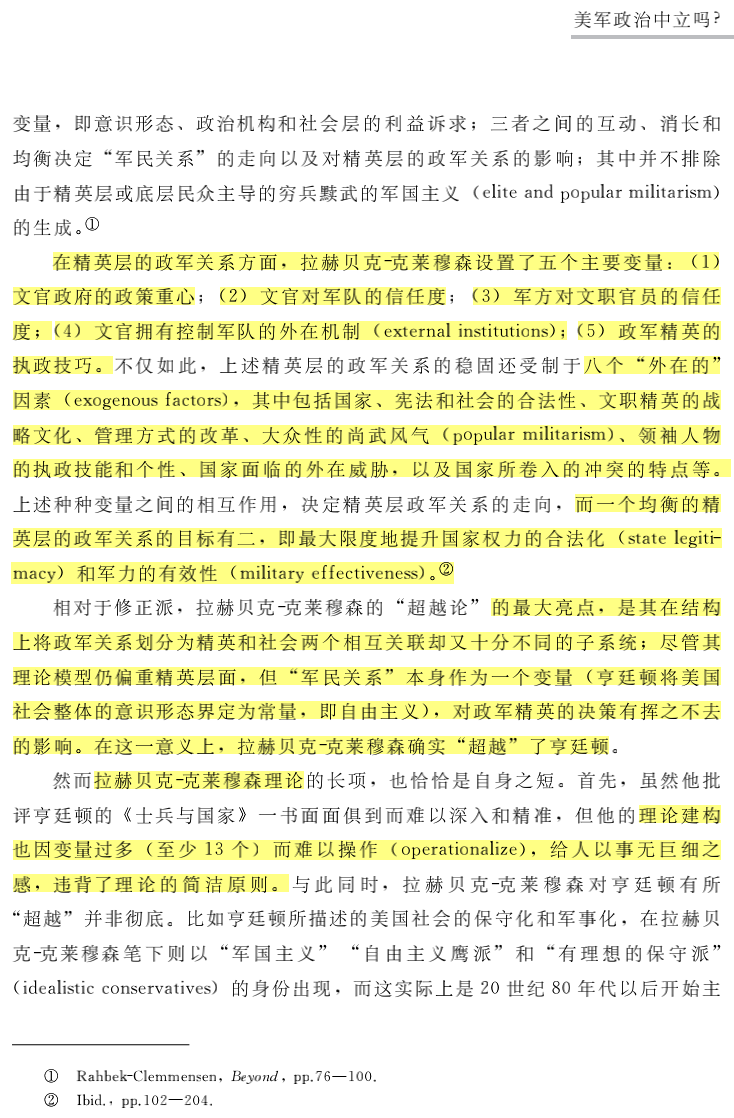 美军政治中立吗?
变量，即意识形态、政治机构和社会层的利益诉求；三者之间的互动、消长和
均衡决定“军民关系”的走向以及对精英层的政军关系的影响；其中并不排除
由于精英层或底层民众主导的穷兵黩武的军国主义（elite and popular militarism）
的生成。①
在精英层的政军关系方面，拉赫贝克-克莱穆森设置了五个主要变量：（1）
文官政府的政策重心；（2）文官对军队的信任度；（3）军方对文职官员的信任
度；（4）文官拥有控制军队的外在机制（external institutions）；（5）政军精英的
执政技巧。不仅如此，上述精英层的政军关系的稳固还受制于八个“外在的”
因素（exogenous factors），其中包括国家、宪法和社会的合法性、文职精英的战
略文化、管理方式的改革、大众性的尚武风气（popular militarism）、领袖人物
的执政技能和个性、国家面临的外在威胁，以及国家所卷入的冲突的特点等。
上述种种变量之间的相互作用，决定精英层政军关系的走向，而一个均衡的精
英层的政军关系的目标有二，即最大限度地提升国家权力的合法化（state legiti-
macy）和军力的有效性（military effectiveness）。②
相对于修正派，拉赫贝克-克莱穆森的“超越论”的最大亮点，是其在结构
上将政军关系划分为精英和社会两个相互关联却又十分不同的子系统；尽管其
理论模型仍偏重精英层面，但“军民关系”本身作为一个变量（亨廷顿将美国
社会整体的意识形态界定为常量，即自由主义），对政军精英的决策有挥之不去
的影响。在这一意义上，拉赫贝克-克莱穆森确实“超越”了亨廷顿。
然而拉赫贝克-克莱穆森理论的长项，也恰恰是自身之短。首先，虽然他批
评亨廷顿的《士兵与国家》一书面面俱到而难以深入和精准，但他的理论建构
也因变量过多（至少 13 个）而难以操作（operationalize），给人以事无巨细之
感，违背了理论的简洁原则。与此同时，拉赫贝克-克莱穆森对亨廷顿有所
“超越”并非彻底。比如亨廷顿所描述的美国社会的保守化和军事化，在拉赫贝
克-克莱穆森笔下则以“军国主义”“自由主义鹰派”和“有理想的保守派”
（idealistic conservatives）的身份出现，而这实际上是 20 世纪 80 年代以后开始主
① Rahbek-Clemmensen, Beyond, pp.76—100.
② Ibid., pp.102—204.